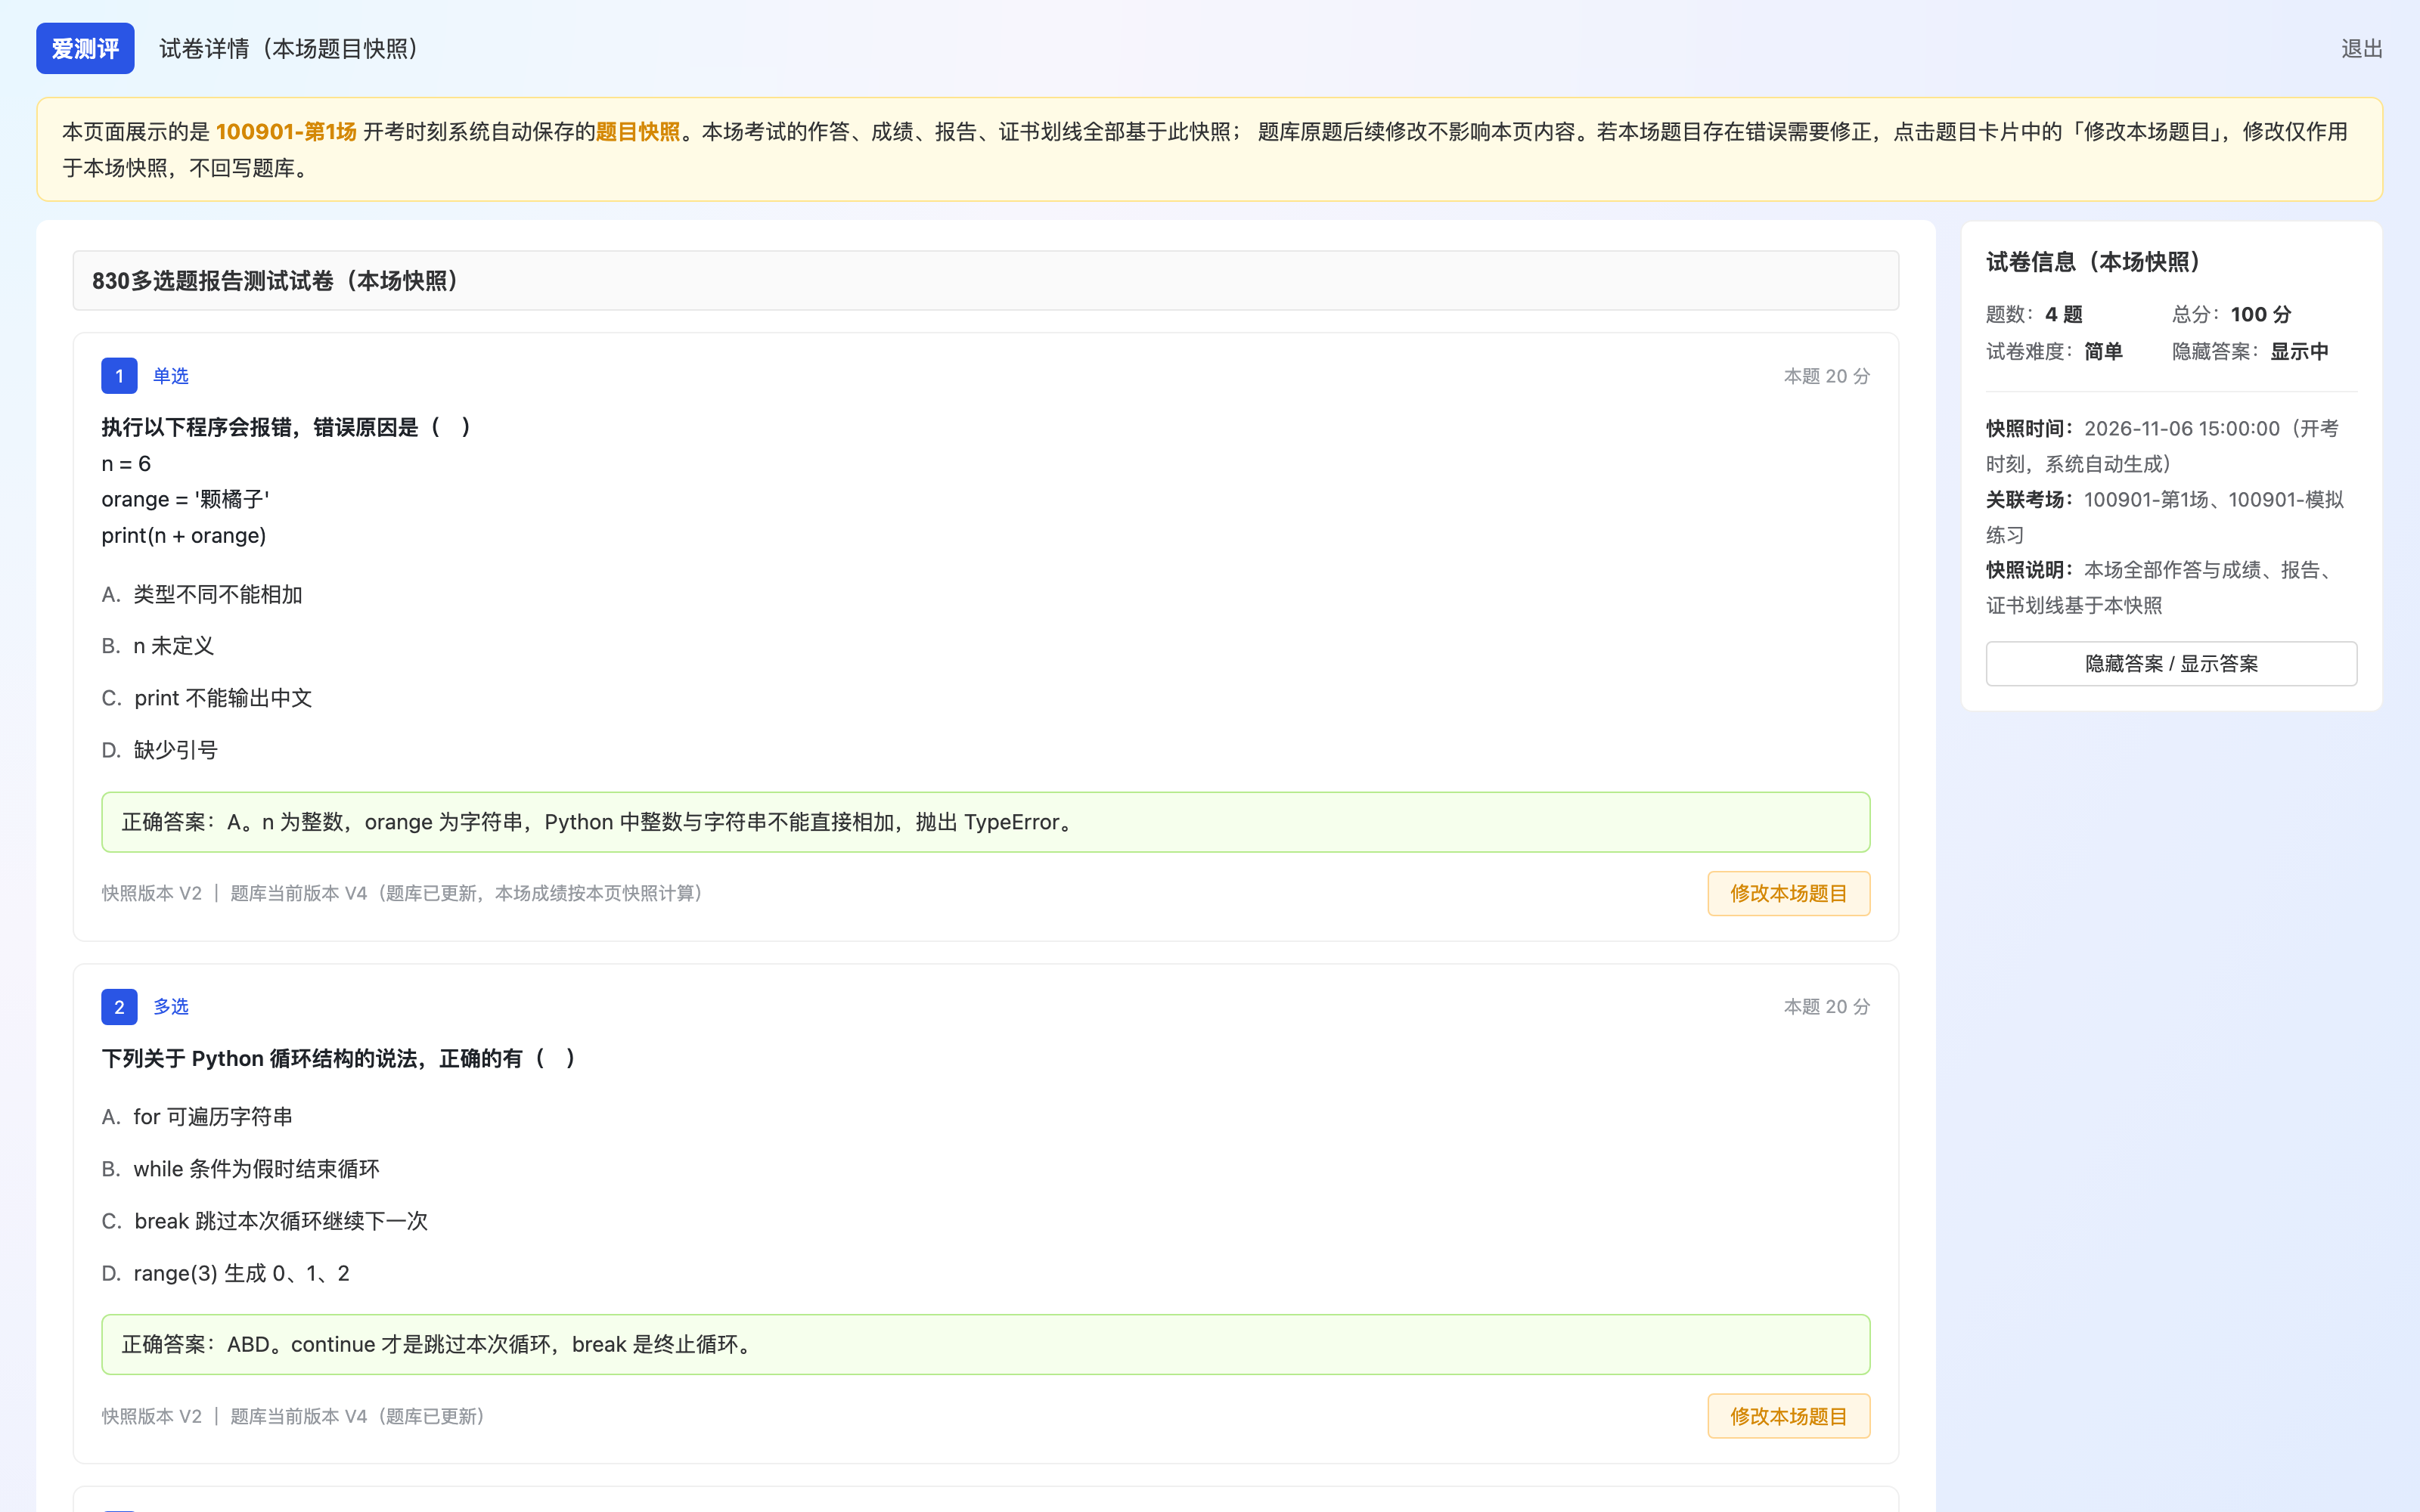 爱测评
试卷详情（本场题目快照）
退出
本页面展示的是 100901-第1场 开考时刻系统自动保存的题目快照。本场考试的作答、成绩、报告、证书划线全部基于此快照； 题库原题后续修改不影响本页内容。若本场题目存在错误需要修正，点击题目卡片中的「修改本场题目」，修改仅作用
于本场快照，不回写题库。
830多选题报告测试试卷（本场快照）
1 单选
本题 20 分
执行以下程序会报错，错误原因是（　）
n = 6
orange = '颗橘子'
print(n + orange)
A. 类型不同不能相加
B. n 未定义
C. print 不能输出中文
D. 缺少引号
正确答案：A。n 为整数，orange 为字符串，Python 中整数与字符串不能直接相加，抛出 TypeError。
快照版本 V2 ｜ 题库当前版本 V4（题库已更新，本场成绩按本页快照计算）
修改本场题目
2 多选
本题 20 分
下列关于 Python 循环结构的说法，正确的有（　）
A. for 可遍历字符串
B. while 条件为假时结束循环
C. break 跳过本次循环继续下一次
D. range(3) 生成 0、1、2
正确答案：ABD。continue 才是跳过本次循环，break 是终止循环。
快照版本 V2 ｜ 题库当前版本 V4（题库已更新）
修改本场题目
试卷信息（本场快照）
题数：4 题
总分：100 分
试卷难度：简单
隐藏答案：显示中
快照时间：2026-11-06 15:00:00（开考
时刻，系统自动生成）
关联考场：100901-第1场、100901-模拟
练习
快照说明：本场全部作答与成绩、报告、
证书划线基于本快照
隐藏答案 / 显示答案